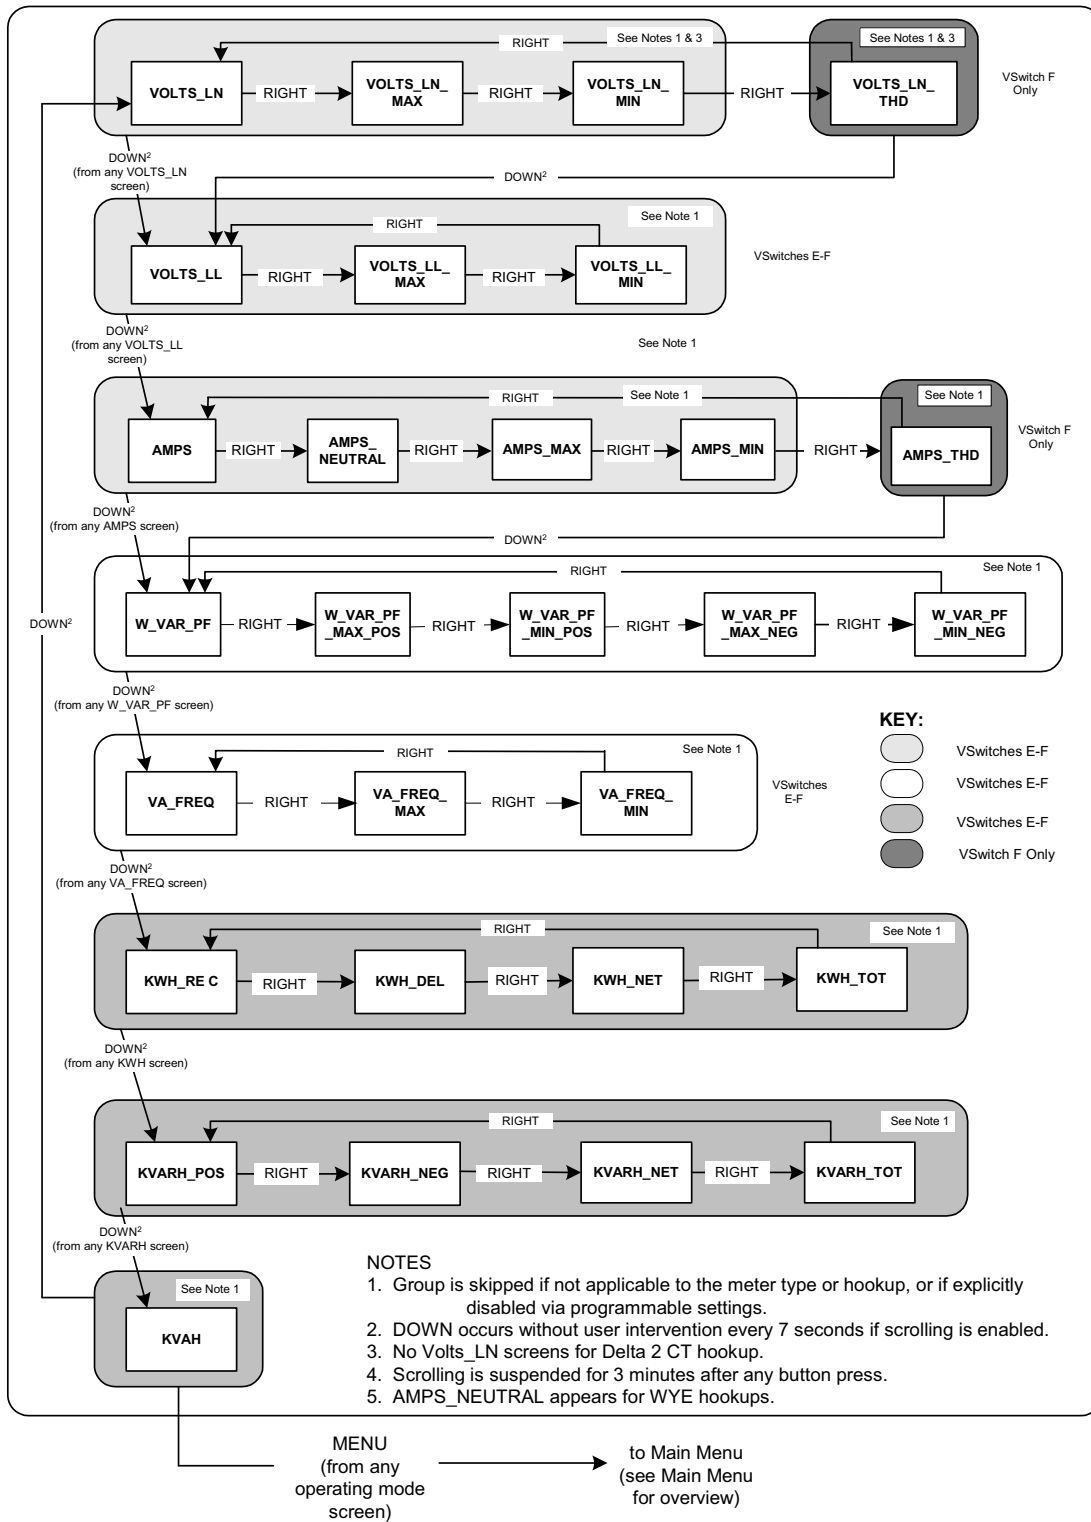 RIGHT
See Notes 1 & 3
See Notes 1 & 3
VOLTS_LN
RIGHT
VOLTS_LN_
MAX
RIGHT
VOLTS_LN_
MIN
RIGHT
VOLTS_LN_
THD
VSwitch F
Only
DOWN2
(from any VOLTS_LN
screen)
DOWN2
See Note 1
RIGHT
VOLTS_LL
RIGHT
VOLTS_LL_
MAX
RIGHT
VOLTS_LL_
MIN
VSwitches E-F
DOWN2
(from any VOLTS_LL
screen)
See Note 1
RIGHT
See Note 1
See Note 1
AMPS
RIGHT
AMPS_
NEUTRAL
RIGHT
AMPS_MAX
RIGHT
AMPS_MIN
RIGHT
AMPS_THD
VSwitch F
Only
DOWN2
(from any AMPS screen)
DOWN2
RIGHT
See Note 1
W_VAR_PF
RIGHT
W_VAR_PF
_MAX_POS
RIGHT
W_VAR_PF
_MIN_POS
RIGHT
W_VAR_PF
_MAX_NEG
RIGHT
W_VAR_PF
_MIN_NEG
DOWN2
DOWN2
(from any W_VAR_PF screen)
RIGHT
See Note 1
VA_FREQ
RIGHT
VA_FREQ_
MAX
RIGHT
VA_FREQ_
MIN
VSwitches
E-F
KEY:
VSwitches E-F
VSwitches E-F
VSwitches E-F
VSwitch F Only
DOWN2
(from any VA_FREQ screen)
RIGHT
See Note 1
KWH_RE C
RIGHT
KWH_DEL
RIGHT
KWH_NET
RIGHT
KWH_TOT
DOWN2
(from any KWH screen)
RIGHT
See Note 1
KVARH_POS
RIGHT
KVARH_NEG
RIGHT
KVARH_NET
RIGHT
KVARH_TOT
DOWN2
(from any KVARH screen)
See Note 1
KVAH
NOTES
1. Group is skipped if not applicable to the meter type or hookup, or if explicitly
disabled via programmable settings.
2. DOWN occurs without user intervention every 7 seconds if scrolling is enabled.
3. No Volts_LN screens for Delta 2 CT hookup.
4. Scrolling is suspended for 3 minutes after any button press.
5. AMPS_NEUTRAL appears for WYE hookups.
MENU
(from any
operating mode
screen)
to Main Menu
(see Main Menu
for overview)